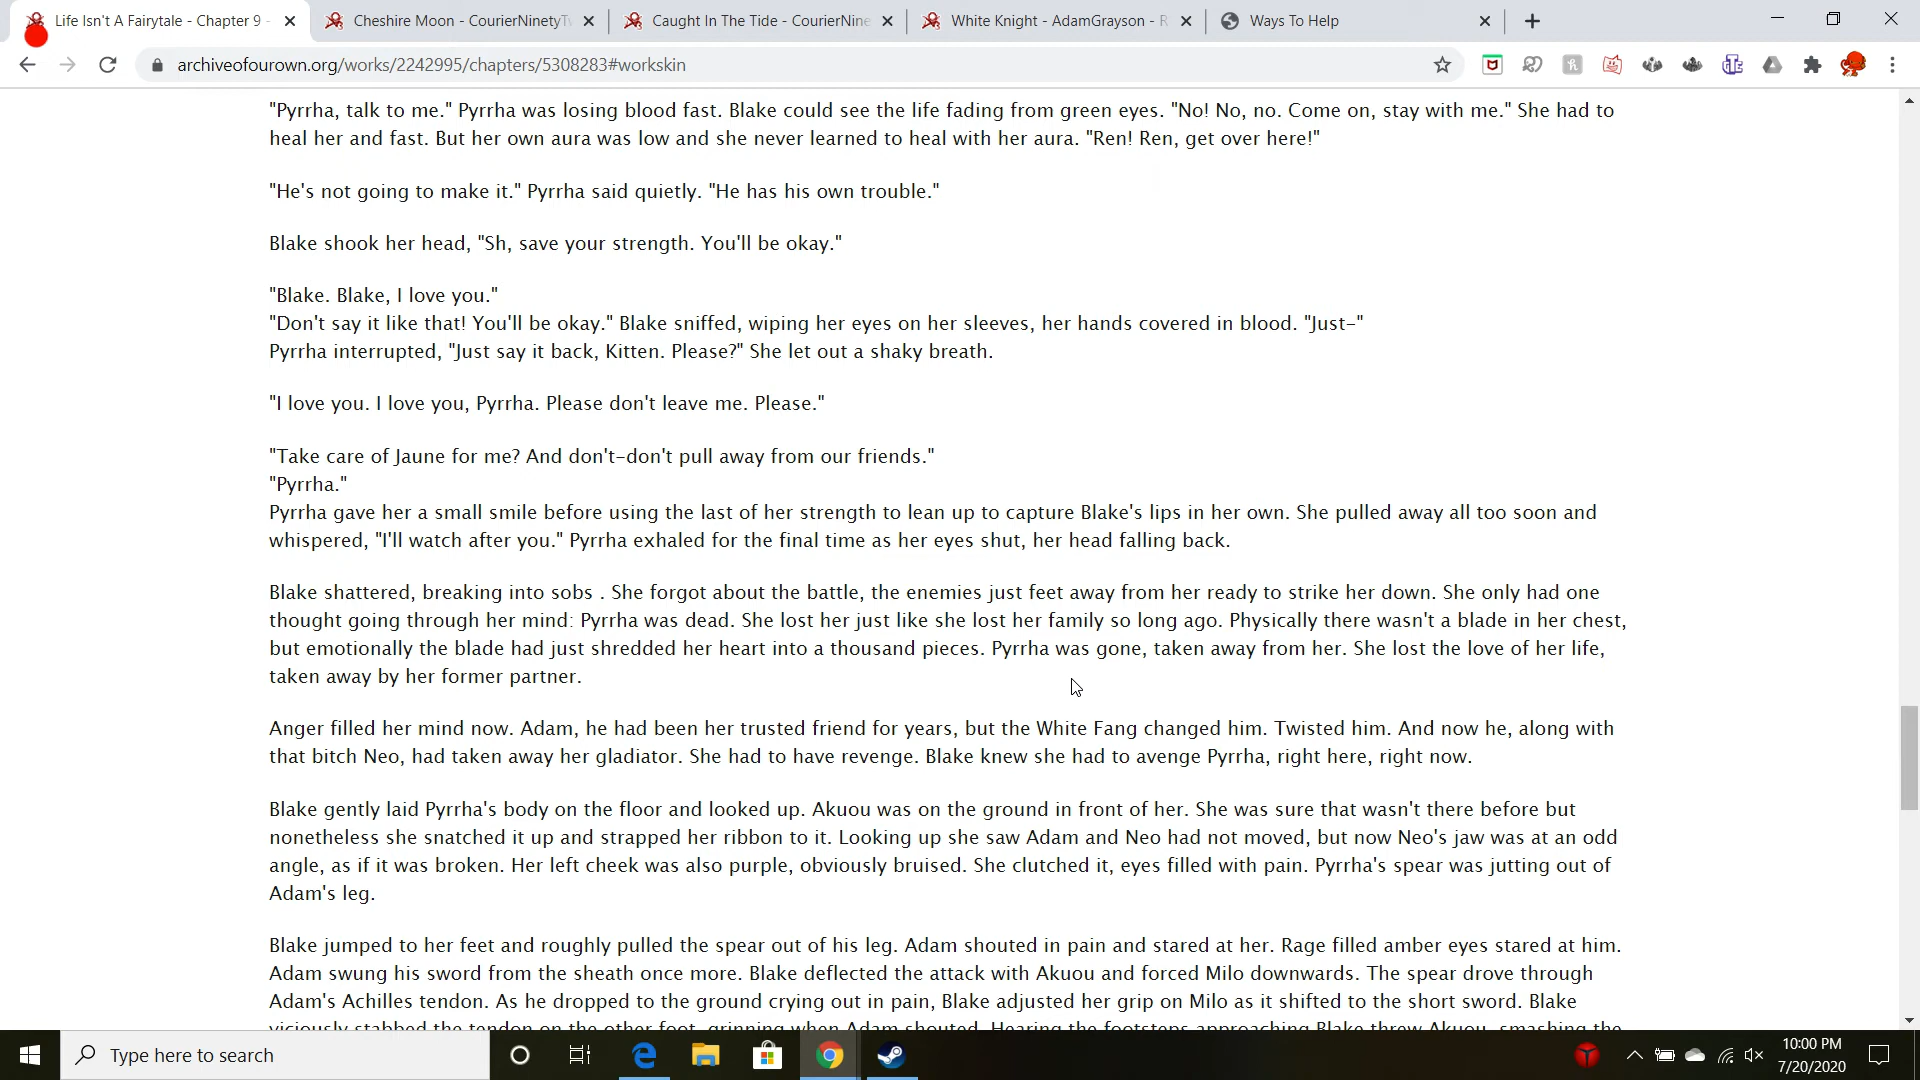 Life Isn't A Fairytale - Chapter 9 -
Cheshire Moon - CourierNinetyTw
Caught In The Tide - CourierNine
White Knight - AdamGrayson - R
Ways To Help
archiveofourown.org/works/2242995/chapters/5308283#workskin
"Pyrrha, talk to me." Pyrrha was losing blood fast. Blake could see the life fading from green eyes. "No! No, no. Come on, stay with me." She had to
heal her and fast. But her own aura was low and she never learned to heal with her aura. "Ren! Ren, get over here!"
"He's not going to make it." Pyrrha said quietly. "He has his own trouble."
Blake shook her head, "Sh, save your strength. You'll be okay."
"Blake. Blake, I love you."
"Don't say it like that! You'll be okay." Blake sniffed, wiping her eyes on her sleeves, her hands covered in blood. "Just-"
Pyrrha interrupted, "Just say it back, Kitten. Please?" She let out a shaky breath.
"I love you. I love you, Pyrrha. Please don't leave me. Please."
"Take care of Jaune for me? And don't-don't pull away from our friends."
"Pyrrha."
Pyrrha gave her a small smile before using the last of her strength to lean up to capture Blake's lips in her own. She pulled away all too soon and
whispered, "I'll watch after you." Pyrrha exhaled for the final time as her eyes shut, her head falling back.
Blake shattered, breaking into sobs . She forgot about the battle, the enemies just feet away from her ready to strike her down. She only had one
thought going through her mind: Pyrrha was dead. She lost her just like she lost her family so long ago. Physically there wasn't a blade in her chest,
but emotionally the blade had just shredded her heart into a thousand pieces. Pyrrha was gone, taken away from her. She lost the love of her life,
taken away by her former partner.
Anger filled her mind now. Adam, he had been her trusted friend for years, but the White Fang changed him. Twisted him. And now he, along with
that bitch Neo, had taken away her gladiator. She had to have revenge. Blake knew she had to avenge Pyrrha, right here, right now.
Blake gently laid Pyrrha's body on the floor and looked up. Akuou was on the ground in front of her. She was sure that wasn't there before but
nonetheless she snatched it up and strapped her ribbon to it. Looking up she saw Adam and Neo had not moved, but now Neo's jaw was at an odd
angle, as if it was broken. Her left cheek was also purple, obviously bruised. She clutched it, eyes filled with pain. Pyrrha's spear was jutting out of
Adam's leg.
Blake jumped to her feet and roughly pulled the spear out of his leg. Adam shouted in pain and stared at her. Rage filled amber eyes stared at him.
Adam swung his sword from the sheath once more. Blake deflected the attack with Akuou and forced Milo downwards. The spear drove through
Adam's Achilles tendon. As he dropped to the ground crying out in pain, Blake adjusted her grip on Milo as it shifted to the short sword. Blake
viciously stabbed the tendon on the other foot, grinning when Adam shouted. Hearing the footsteps approaching Blake threw Akuou, smashing the
Type here to search
10:00 PM
7/20/2020